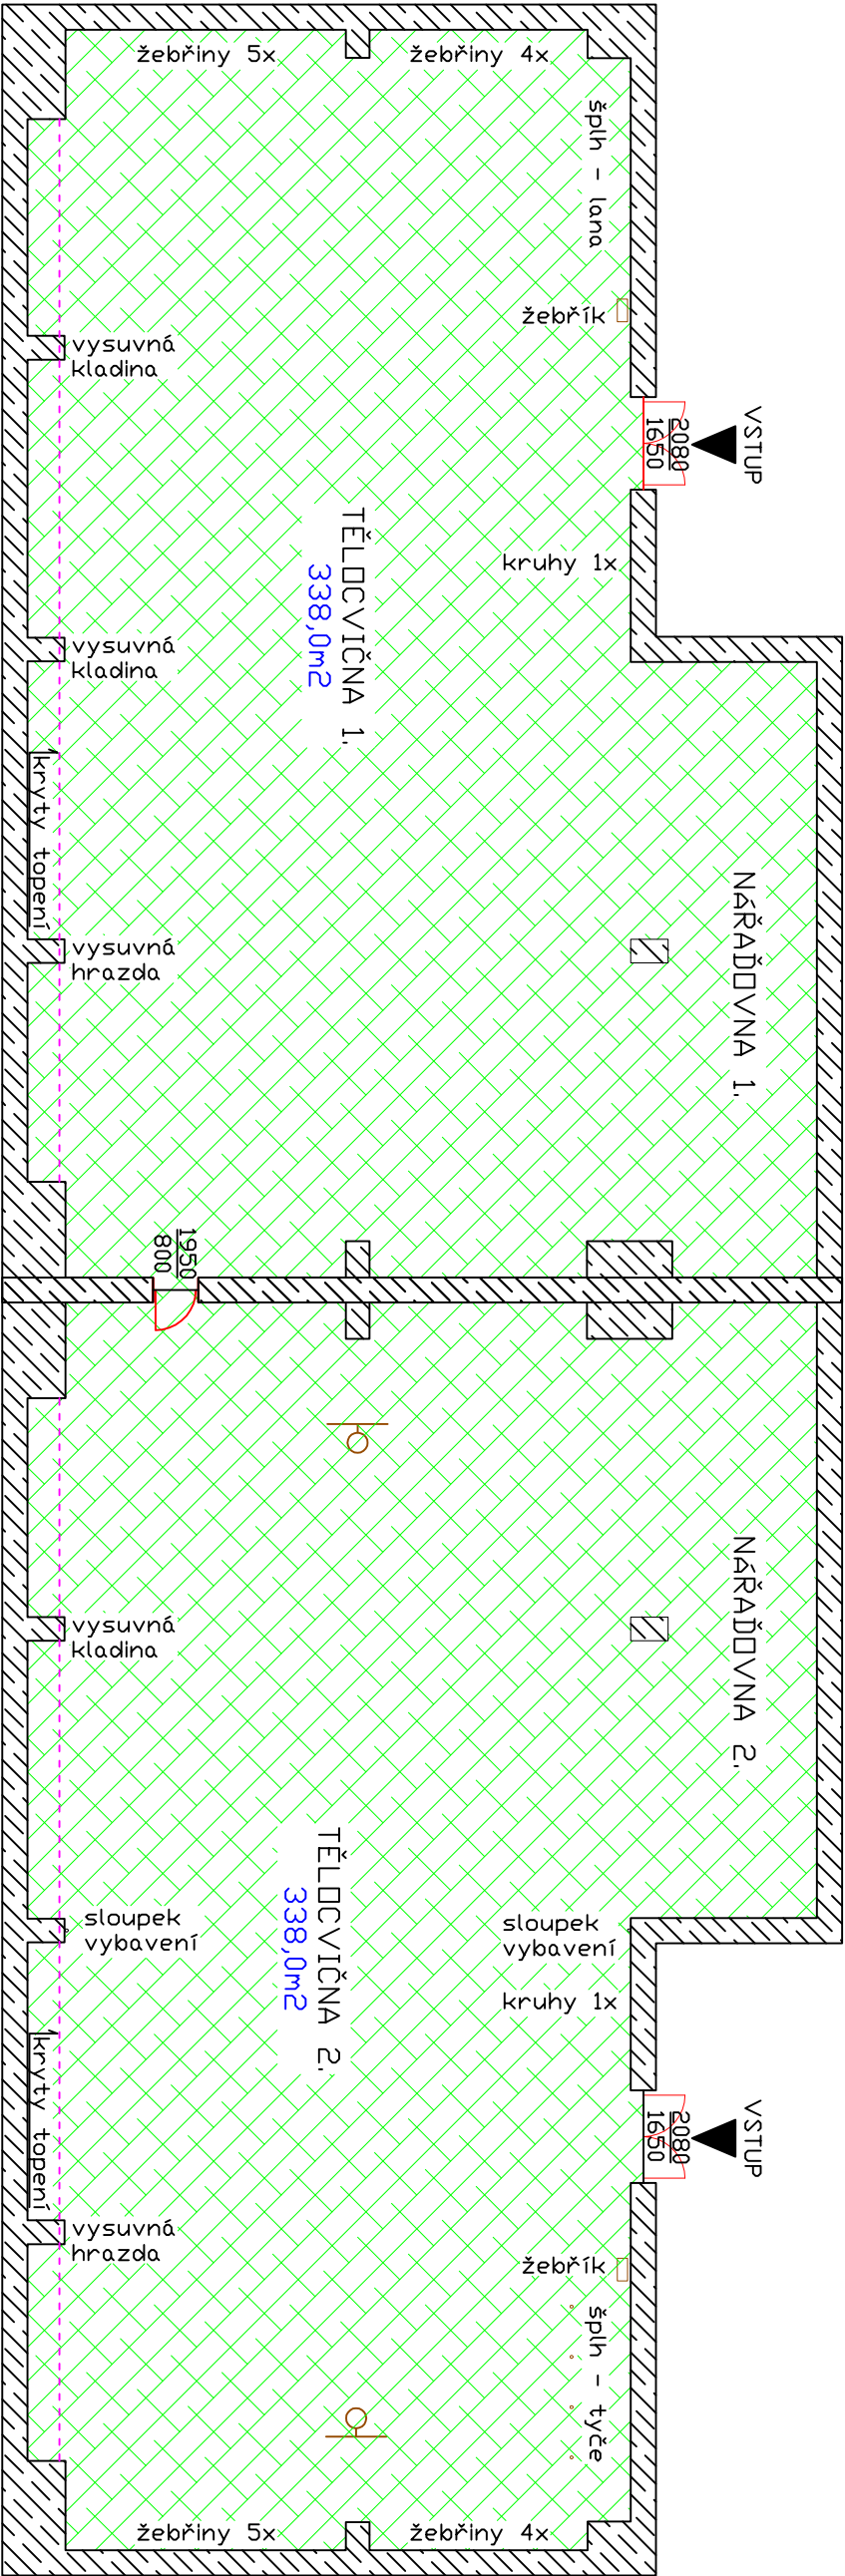 žebřiny 5x
žebřiny 4x
šplh - lana
žebřík
vysuvná
kladina
VSTUP
2080
1650
TĚLOCVIČNA 1.
338,0m2
kruhy 1x
vysuvná
kladina
kryty topení
NÁŘAĎOVNA 1.
vysuvná
hrazda
1950
800
NÁŘAĎOVNA 2.
vysuvná
kladina
TĚLOCVIČNA 2.
338,0m2
sloupek
vybavení
sloupek
vybavení
kruhy 1x
kryty topení
VSTUP
2080
1650
vysuvná
hrazda
žebřík
šplh - tyče
žebřiny 5x
žebřiny 4x